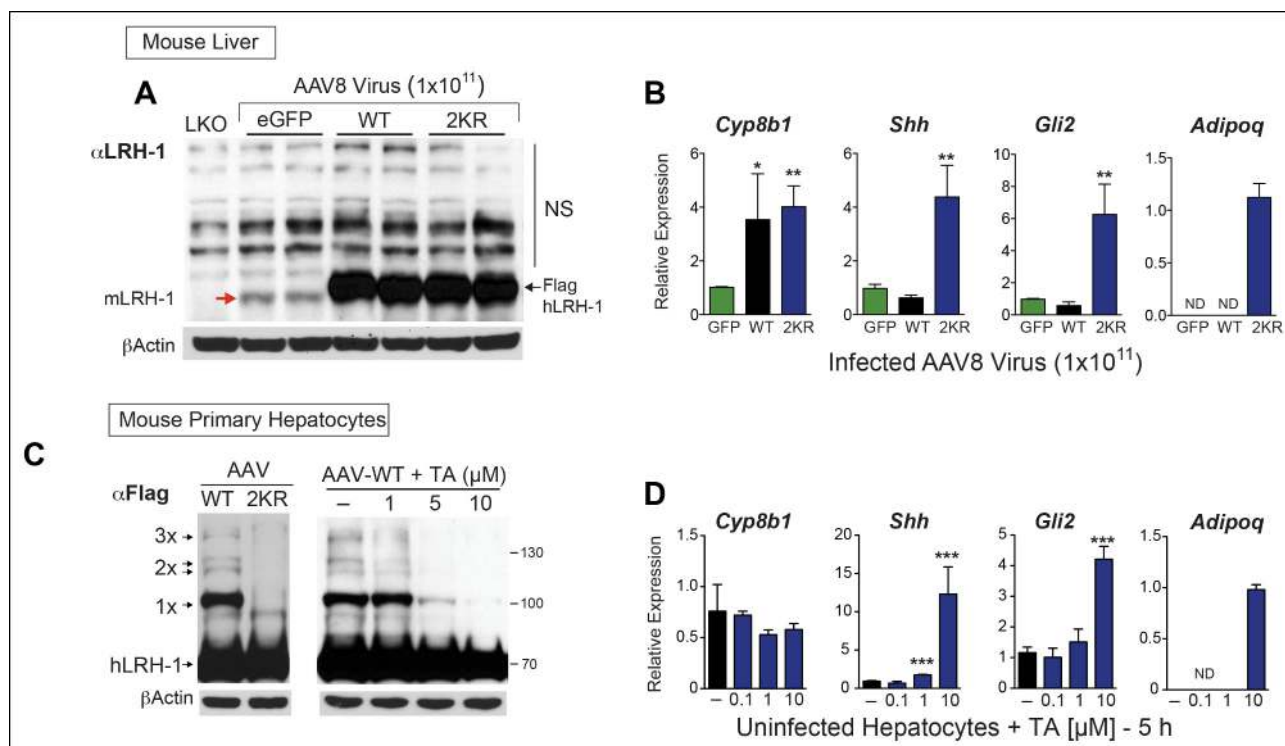 Mouse Liver
A
AAV8 Virus (1x10¹¹)
LKO eGFP WT 2KR
αLRH-1
NS
mLRH-1
Flag
hLRH-1
βActin
B
Cyp8b1 Shh Gli2 Adipoq
Relative Expression
6 4 2 0
* **
GFP WT 2KR
6 4 2 0
**
GFP WT 2KR
10 8 6 4 2 0
**
GFP WT 2KR
1.5 1.0 0.5 0.0
ND ND
GFP WT 2KR
Infected AAV8 Virus (1x10¹¹)
Mouse Primary Hepatocytes
C
AAV AAV-WT + TA (µM)
αFlag WT 2KR – 1 5 10
3x
2x
1x
hLRH-1
βActin
130
100
70
D
Cyp8b1 Shh Gli2 Adipoq
Relative Expression
1.5 1.0 0.5 0.0
– 0.1 1 10
20 15 10 5 0
*** ***
– 0.1 1 10
5 4 3 2 1 0
***
– 0.1 1 10
1.5 1.0 0.5 0.0
ND
– 0.1 1 10
Uninfected Hepatocytes + TA [µM] - 5 h